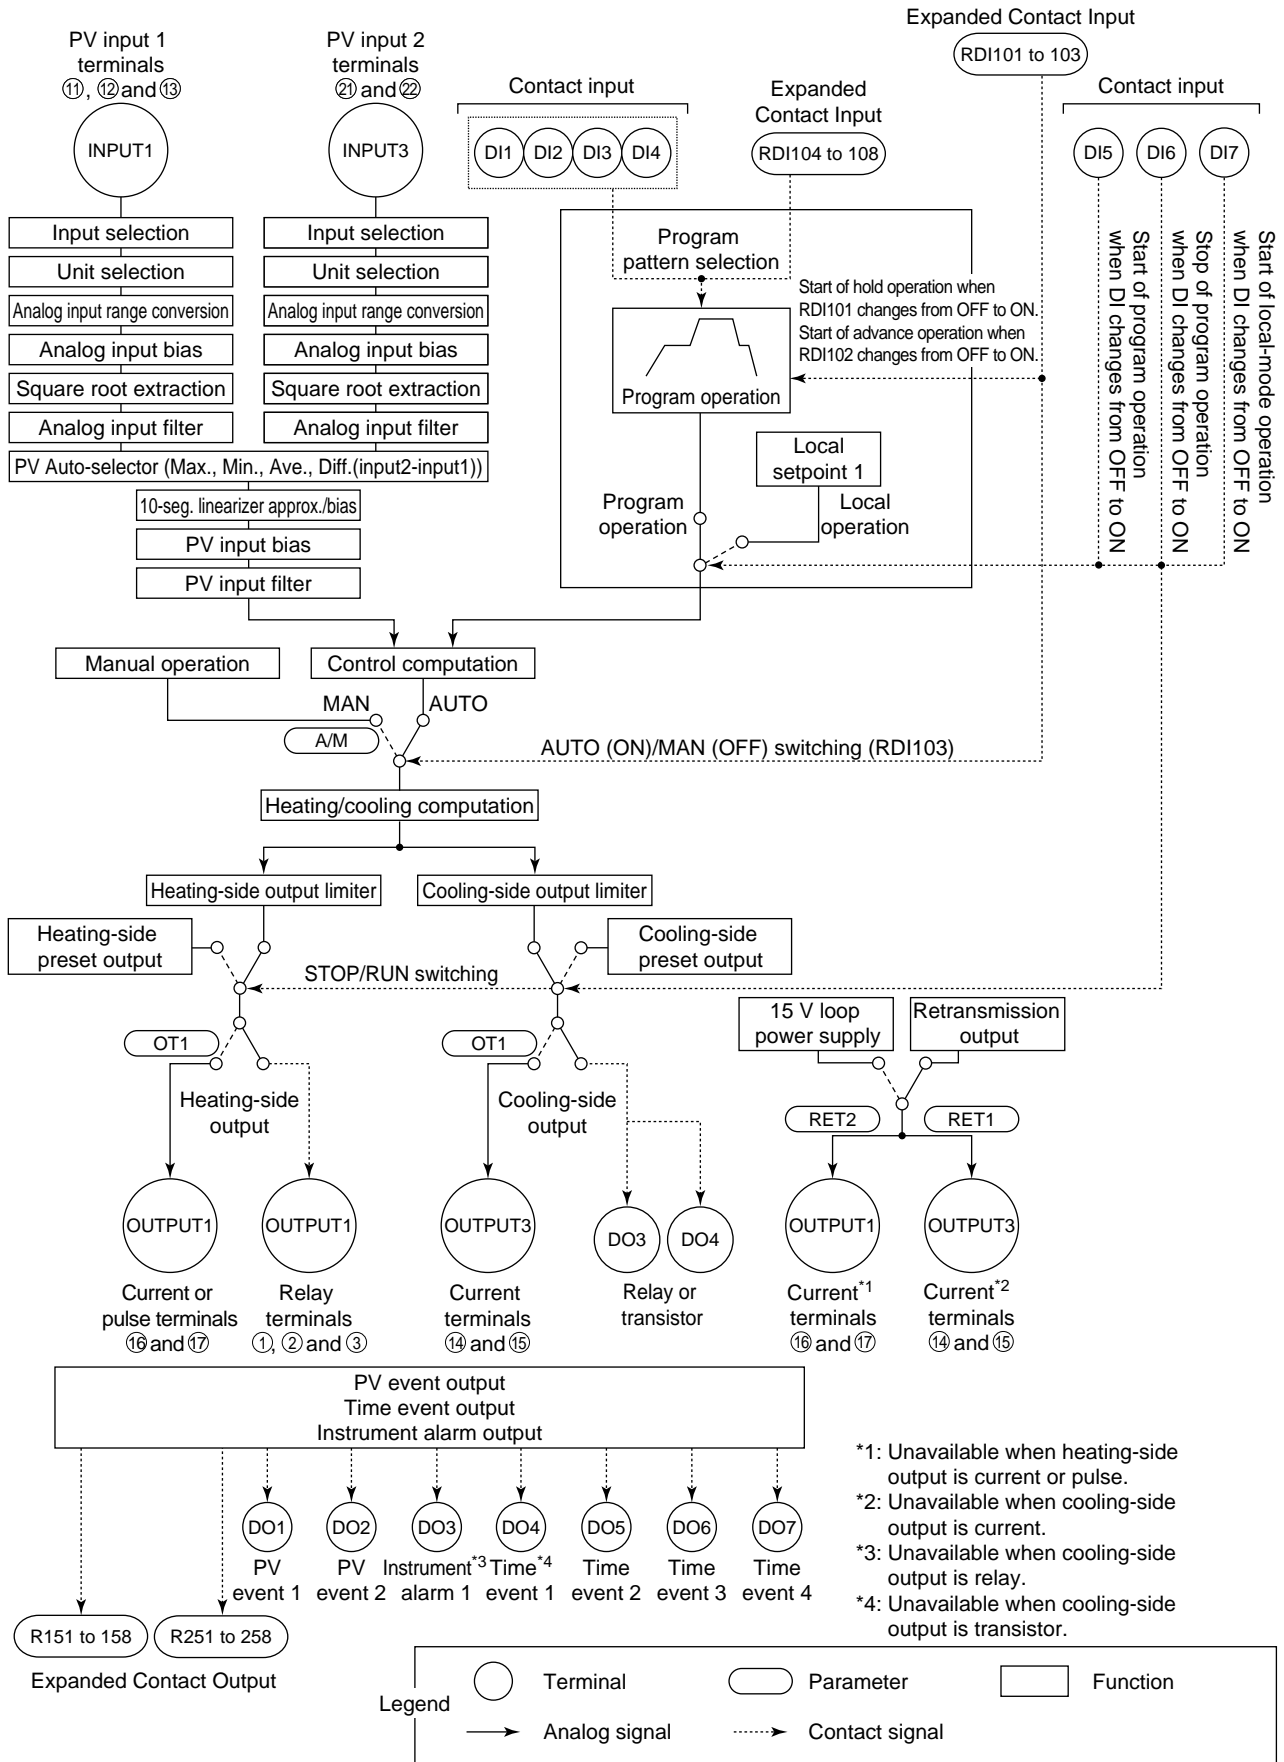 Expanded Contact Input
RDI101 to 103
PV input 1
terminals
⑪, ⑫ and ⑬
PV input 2
terminals
㉑ and ㉒
Contact input
Expanded
Contact Input
Contact input
INPUT1
INPUT3
DI1
DI2
DI3
DI4
RDI104 to 108
DI5
DI6
DI7
Input selection
Unit selection
Analog input range conversion
Analog input bias
Square root extraction
Analog input filter
Input selection
Unit selection
Analog input range conversion
Analog input bias
Square root extraction
Analog input filter
PV Auto-selector (Max., Min., Ave., Diff.(input2-input1))
10-seg. linearizer approx./bias
PV input bias
PV input filter
Program
pattern selection
Program operation
Start of hold operation when
RDI101 changes from OFF to ON.
Start of advance operation when
RDI102 changes from OFF to ON.
Local
setpoint 1
Program
operation
Local
operation
Start of program operation
when DI changes from OFF to ON
Stop of program operation
when DI changes from OFF to ON
Start of local-mode operation
when DI changes from OFF to ON
Manual operation
Control computation
MAN
AUTO
A/M
AUTO (ON)/MAN (OFF) switching (RDI103)
Heating/cooling computation
Heating-side output limiter
Cooling-side output limiter
Heating-side
preset output
Cooling-side
preset output
STOP/RUN switching
15 V loop
power supply
Retransmission
output
OT1
OT1
Heating-side
output
Cooling-side
output
RET2
RET1
OUTPUT1
OUTPUT1
OUTPUT3
DO3
DO4
OUTPUT1
OUTPUT3
Current or
pulse terminals
⑯ and ⑰
Relay
terminals
①, ② and ③
Current
terminals
⑭ and ⑮
Relay or
transistor
Current*1
terminals
⑯ and ⑰
Current*2
terminals
⑭ and ⑮
PV event output
Time event output
Instrument alarm output
DO1
DO2
DO3
DO4
DO5
DO6
DO7
PV
event 1
PV
event 2
Instrument*3
alarm 1
Time*4
event 1
Time
event 2
Time
event 3
Time
event 4
*1: Unavailable when heating-side
output is current or pulse.
*2: Unavailable when cooling-side
output is current.
*3: Unavailable when cooling-side
output is relay.
*4: Unavailable when cooling-side
output is transistor.
R151 to 158
R251 to 258
Expanded Contact Output
Legend
Terminal
Parameter
Function
Analog signal
Contact signal